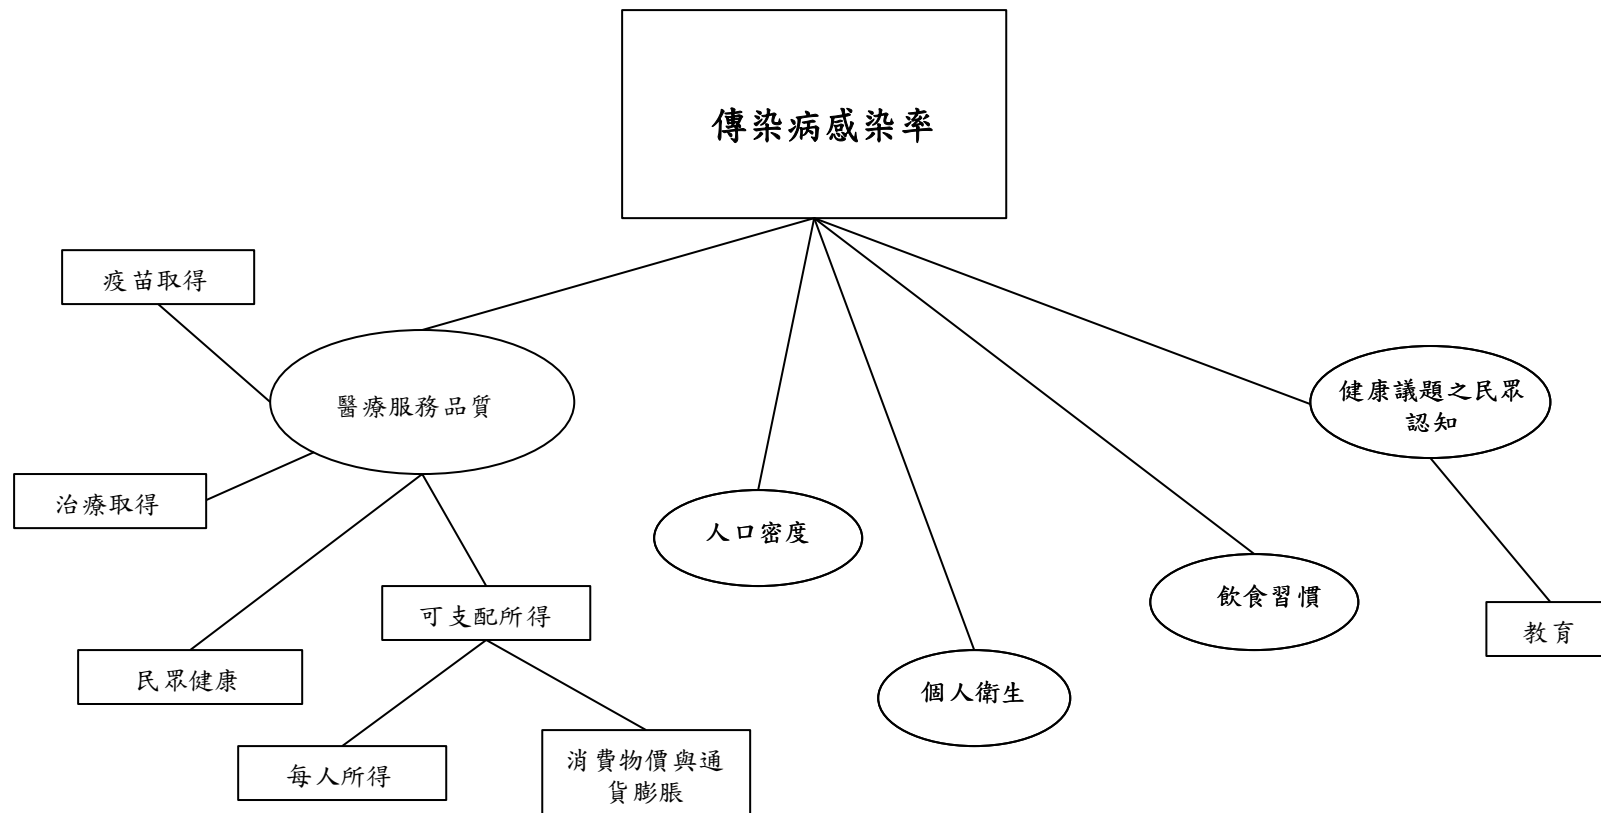 傳染病感染率
疫苗取得
醫療服務品質
健康議題之民眾
認知
治療取得
人口密度
飲食習慣
可支配所得
教育
民眾健康
個人衛生
每人所得
消費物價與通
貨膨脹